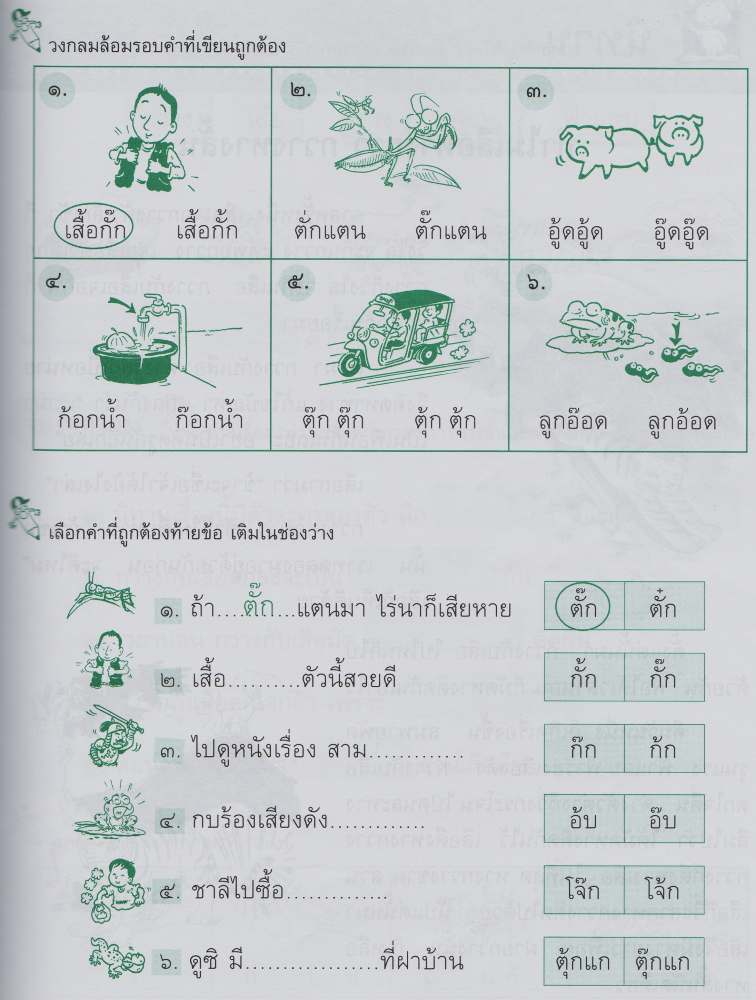 วงกลมล้อมรอบคำที่เขียนถูกต้อง
๑. ๒. ๓.
เสื้อกั๊ก เสื้อกั้ก ตั่กแตน ตั๊กแตน อู้ดอู้ด อู๊ดอู๊ด
๔. ๕. ๖.
ก้อกน้ำ ก๊อกน้ำ ตุ๊ก ตุ๊ก ตุ้ก ตุ้ก ลูกอ๊อด ลูกอ้อด
เลือกคำที่ถูกต้องท้ายข้อ เติมในช่องว่าง
๑. ถ้า...ตั๊ก...แตนมา ไร่นาก็เสียหาย ตั๊ก ตั๋ก
๒. เสื้อ..........ตัวนี้สวยดี กั้ก กั๊ก
๓. ไปดูหนังเรื่อง สาม............. ก๊ก ก้ก
๔. กบร้องเสียงดัง............. อ้บ อ๊บ
๕. ชาลีไปซื้อ.............. โจ๊ก โจ้ก
๖. ดูซิ มี..................ที่ฝาบ้าน ตุ้กแก ตุ๊กแก